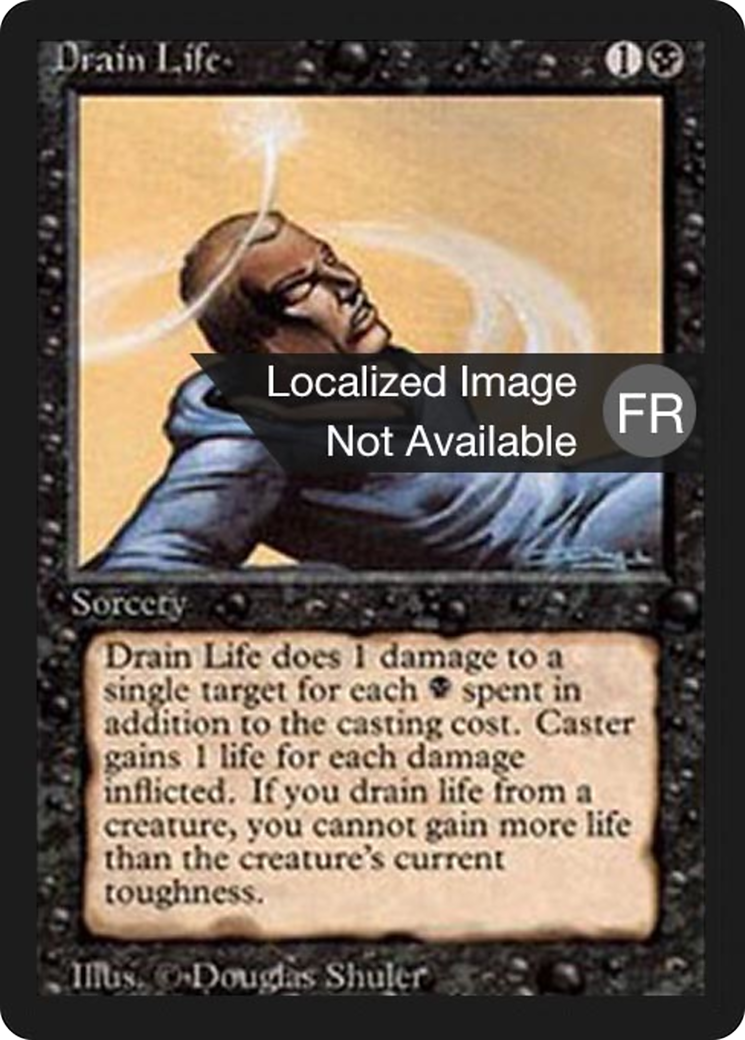 Drain Life
1
Localized Image
Not Available
FR
Sorcery
Drain Life does 1 damage to a
single target for each spent in
addition to the casting cost. Caster
gains 1 life for each damage
inflicted. If you drain life from a
creature, you cannot gain more life
than the creature's current
toughness.
Illus. © Douglas Shuler